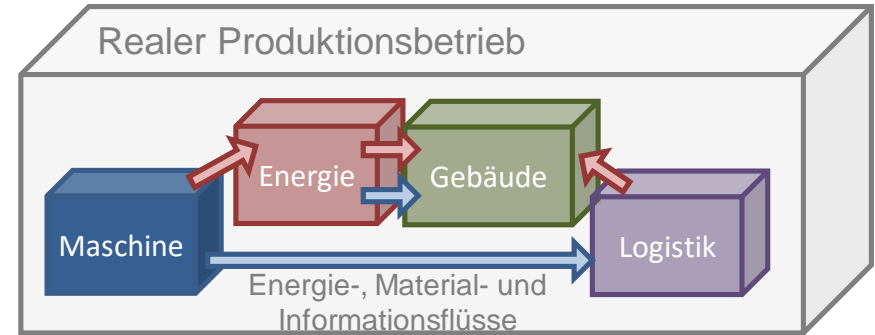 Realer Produktionsbetrieb
Energie
Gebäude
Maschine
Logistik
Energie-, Material- und
Informationsflüsse